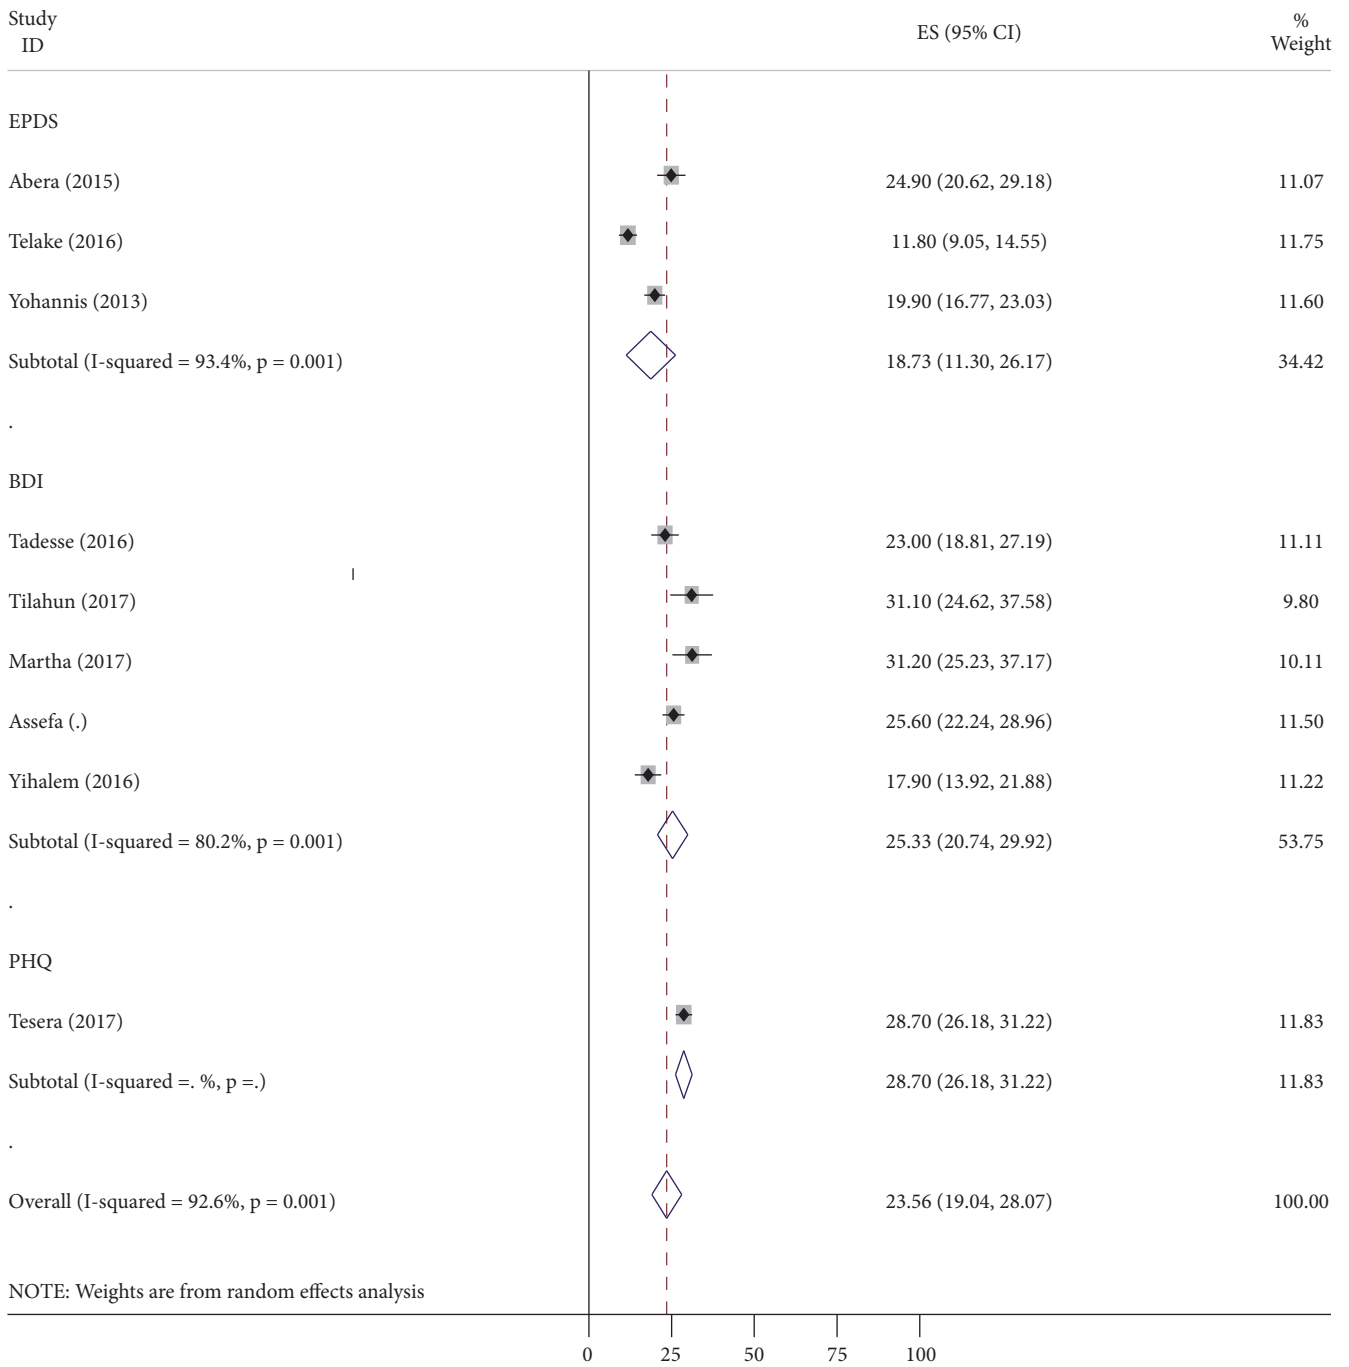 Study ID ES (95% CI) % Weight
EPDS
Abera (2015) 24.90 (20.62, 29.18) 11.07
Telake (2016) 11.80 (9.05, 14.55) 11.75
Yohannis (2013) 19.90 (16.77, 23.03) 11.60
Subtotal (I-squared = 93.4%, p = 0.001) 18.73 (11.30, 26.17) 34.42
.
BDI
Tadesse (2016) 23.00 (18.81, 27.19) 11.11
Tilahun (2017) 31.10 (24.62, 37.58) 9.80
Martha (2017) 31.20 (25.23, 37.17) 10.11
Assefa (.) 25.60 (22.24, 28.96) 11.50
Yihalem (2016) 17.90 (13.92, 21.88) 11.22
Subtotal (I-squared = 80.2%, p = 0.001) 25.33 (20.74, 29.92) 53.75
.
PHQ
Tesera (2017) 28.70 (26.18, 31.22) 11.83
Subtotal (I-squared =. %, p =.) 28.70 (26.18, 31.22) 11.83
.
Overall (I-squared = 92.6%, p = 0.001) 23.56 (19.04, 28.07) 100.00
NOTE: Weights are from random effects analysis
0 25 50 75 100